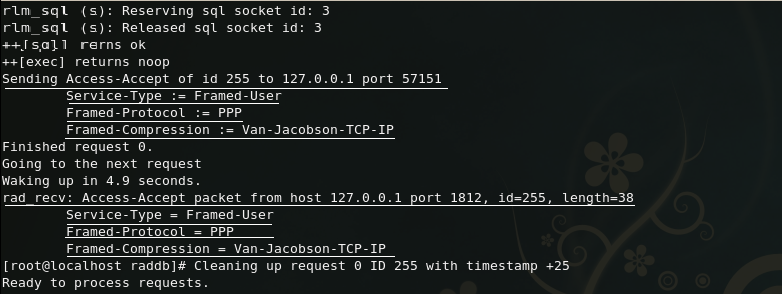 rlm_sql (s): Reserving sql socket id: 3
rlm_sql (s): Released sql socket id: 3
++[sql] rerns ok
++[exec] returns noop
Sending Access-Accept of id 255 to 127.0.0.1 port 57151
Service-Type := Framed-User
Framed-Protocol := PPP
Framed-Compression := Van-Jacobson-TCP-IP
Finished request 0.
Going to the next request
Waking up in 4.9 seconds.
rad_recv: Access-Accept packet from host 127.0.0.1 port 1812, id=255, length=38
Service-Type = Framed-User
Framed-Protocol = PPP
Framed-Compression = Van-Jacobson-TCP-IP
[root@localhost raddb]# Cleaning up request 0 ID 255 with timestamp +25
Ready to process requests.